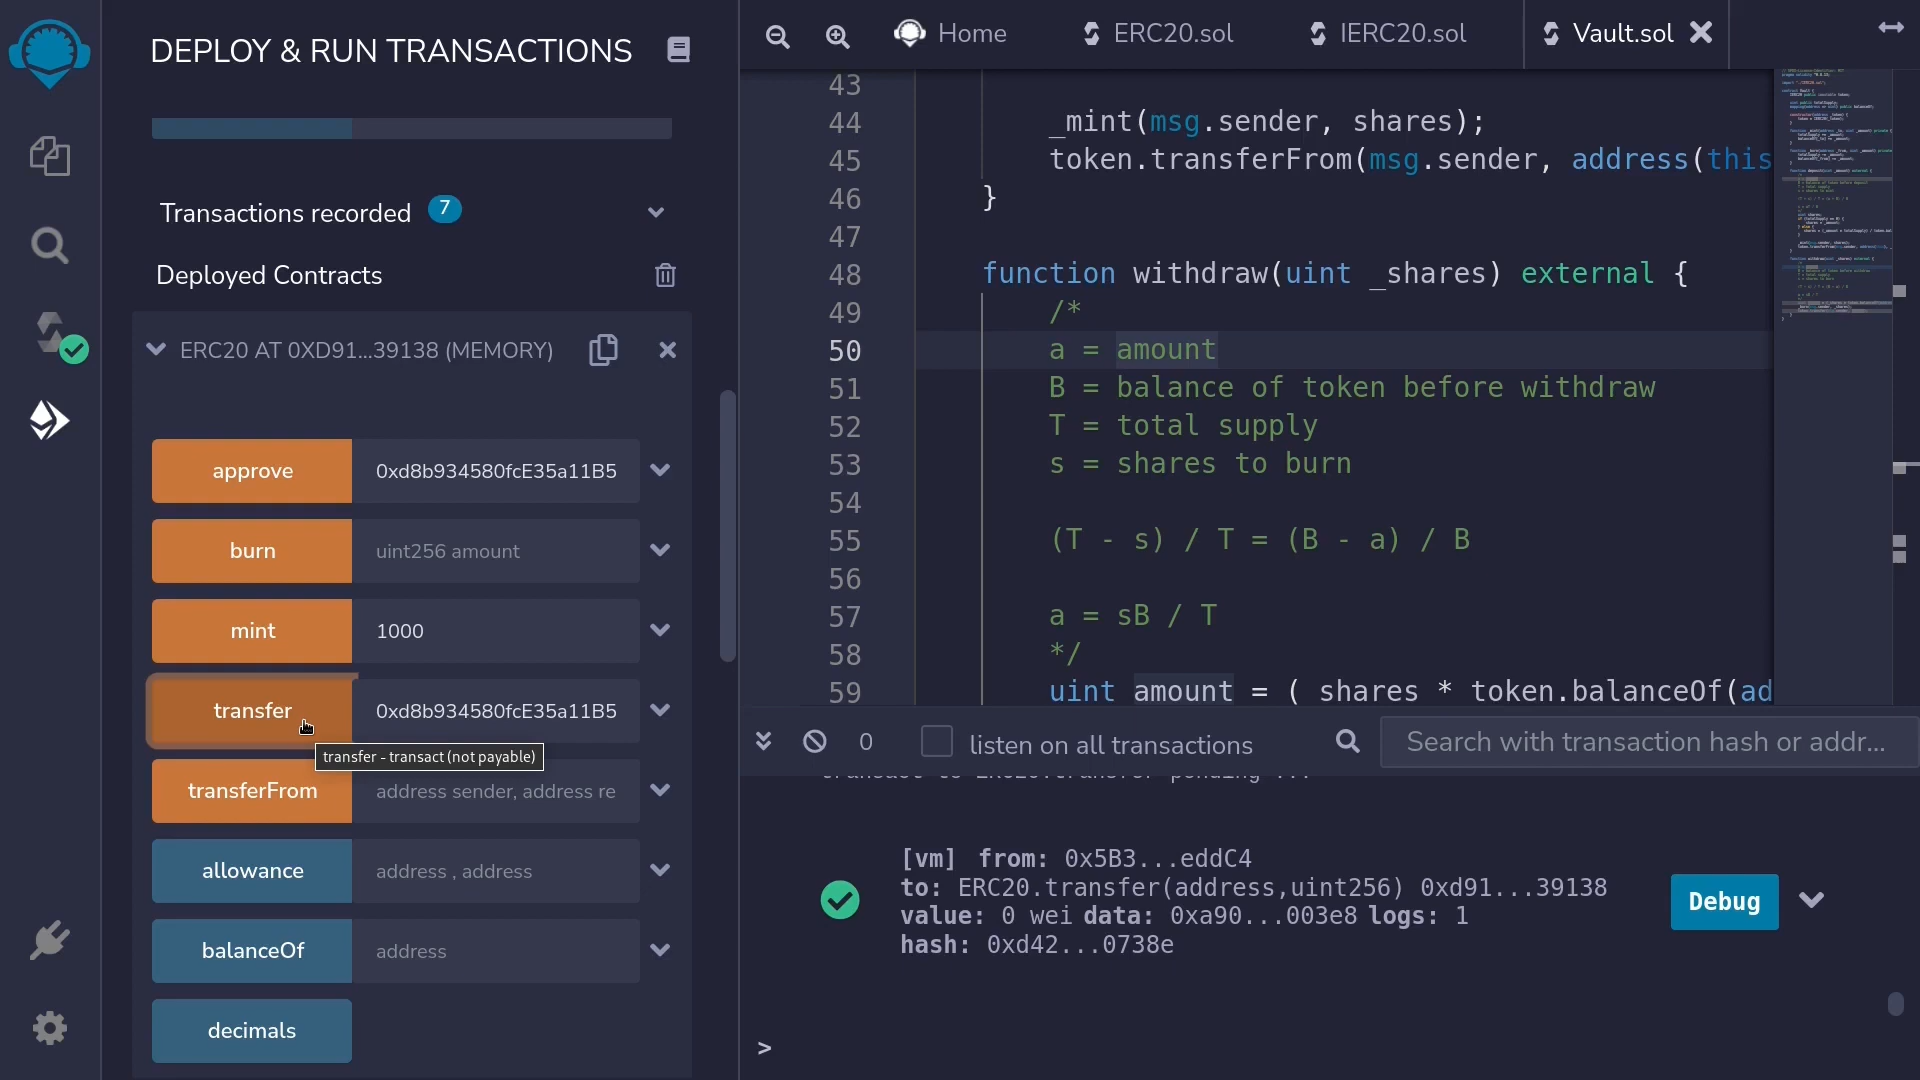 DEPLOY & RUN TRANSACTIONS
Transactions recorded 7
Deployed Contracts
ERC20 AT 0XD91...39138 (MEMORY)
approve 0xd8b934580fcE35a11B5
burn uint256 amount
mint 1000
transfer 0xd8b934580fcE35a11B5
transfer - transact (not payable)
transferFrom address sender, address re
allowance address , address
balanceOf address
decimals
Home ERC20.sol IERC20.sol Vault.sol
43
44 _mint(msg.sender, shares);
45 token.transferFrom(msg.sender, address(this
46 }
47
48 function withdraw(uint _shares) external {
49 /*
50 a = amount
51 B = balance of token before withdraw
52 T = total supply
53 s = shares to burn
54
55 (T - s) / T = (B - a) / B
56
57 a = sB / T
58 */
59 uint amount = ( shares * token.balanceOf(ad
0 listen on all transactions Search with transaction hash or addr...
transact to ERC20.transfer pending ...
[vm] from: 0x5B3...eddC4
to: ERC20.transfer(address,uint256) 0xd91...39138
value: 0 wei data: 0xa90...003e8 logs: 1
hash: 0xd42...0738e
Debug
>